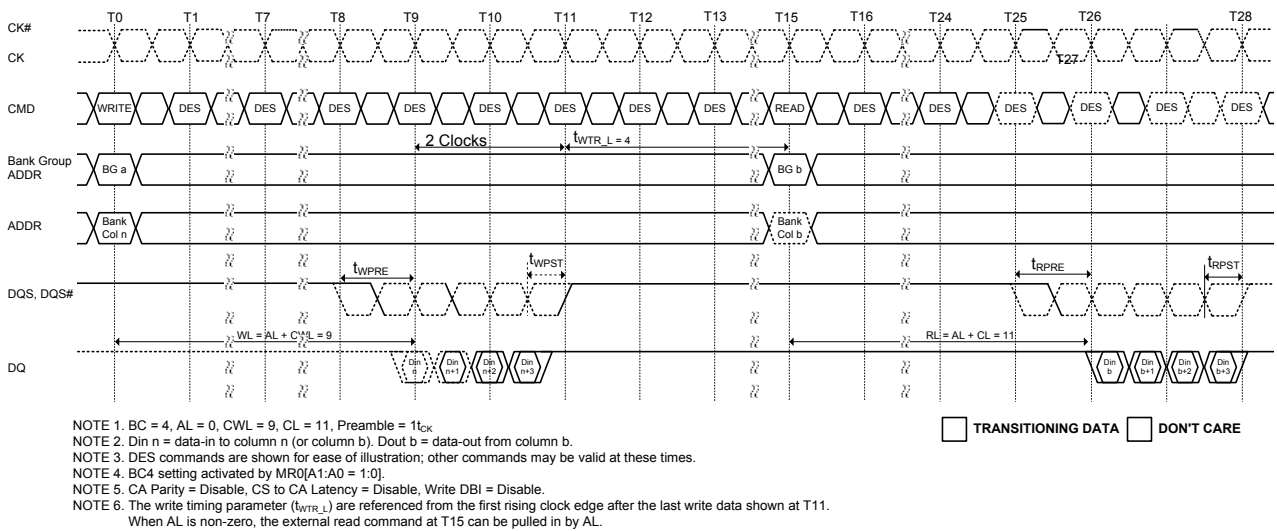 T0 T1 T7 T8 T9 T10 T11 T12 T13 T15 T16 T24 T25 T26 T28
CK#
CK
T27
CMD WRITE DES DES DES DES DES DES DES DES READ DES DES DES DES DES DES
2 Clocks tWTR_L = 4
Bank Group
ADDR
BG a BG b
ADDR
Bank
Col n
Bank
Col b
tWPRE tWPST tRPRE tRPST
DQS, DQS#
WL = AL + CWL = 9 RL = AL + CL = 11
DQ
Din
n
Din
n+1
Din
n+2
Din
n+3
Din
b
Din
b+1
Din
b+2
Din
b+3
NOTE 1. BC = 4, AL = 0, CWL = 9, CL = 11, Preamble = 1tCK
NOTE 2. Din n = data-in to column n (or column b). Dout b = data-out from column b.
NOTE 3. DES commands are shown for ease of illustration; other commands may be valid at these times.
NOTE 4. BC4 setting activated by MR0[A1:A0 = 1:0].
NOTE 5. CA Parity = Disable, CS to CA Latency = Disable, Write DBI = Disable.
NOTE 6. The write timing parameter (tWTR_L) are referenced from the first rising clock edge after the last write data shown at T11.
When AL is non-zero, the external read command at T15 can be pulled in by AL.
TRANSITIONING DATA DON'T CARE